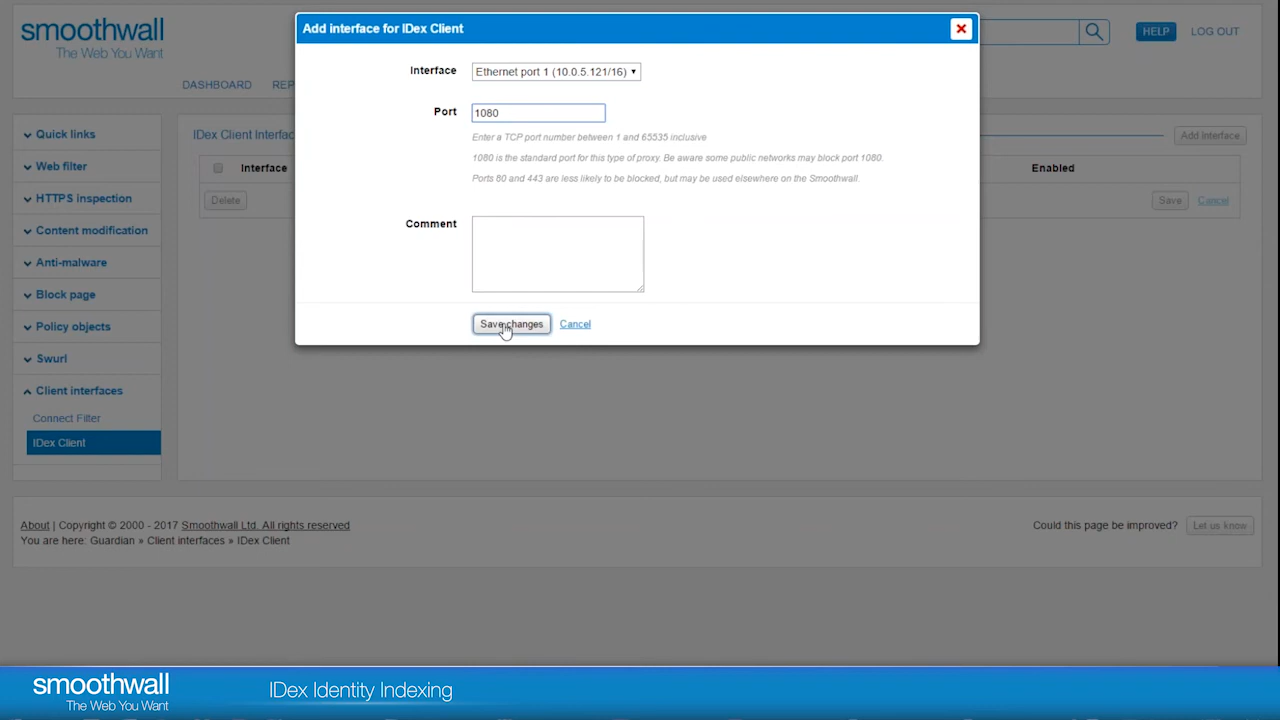 smoothwall
The Web You Want
Add interface for IDex Client
HELP
LOG OUT
DASHBOARD
REP
Interface
Ethernet port 1 (10.0.5.121/16)
Port
1080
Enter a TCP port number between 1 and 65535 inclusive
1080 is the standard port for this type of proxy. Be aware some public networks may block port 1080.
Ports 80 and 443 are less likely to be blocked, but may be used elsewhere on the Smoothwall.
Comment
Save changes
Cancel
Quick links
Web filter
HTTPS inspection
Content modification
Anti-malware
Block page
Policy objects
Swurl
Client interfaces
Connect Filter
IDex Client
IDex Client Interfac
Add interface
Interface
Enabled
Delete
Save
Cancel
About | Copyright © 2000 - 2017 Smoothwall Ltd. All rights reserved
You are here: Guardian » Client interfaces » IDex Client
Could this page be improved?
Let us know
smoothwall
The Web You Want
IDex Identity Indexing